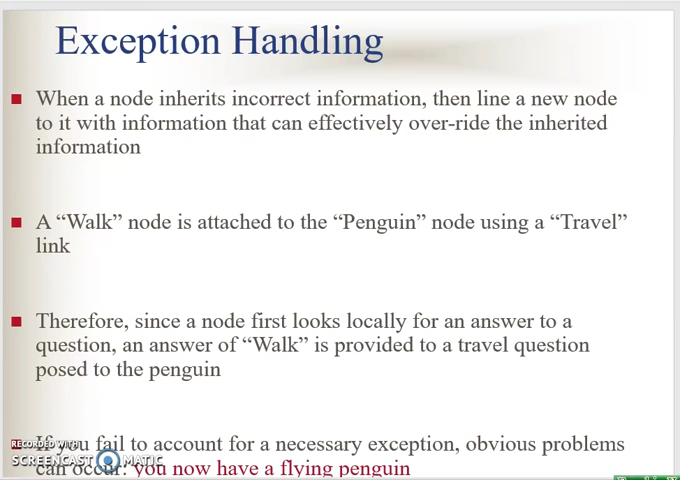 Exception Handling
When a node inherits incorrect information, then line a new node
to it with information that can effectively over-ride the inherited
information
A “Walk” node is attached to the “Penguin” node using a “Travel”
link
Therefore, since a node first looks locally for an answer to a
question, an answer of “Walk” is provided to a travel question
posed to the penguin
If you fail to account for a necessary exception, obvious problems
can occur: you now have a flying penguin
RECORDED WITH
SCREENCAST MATIC